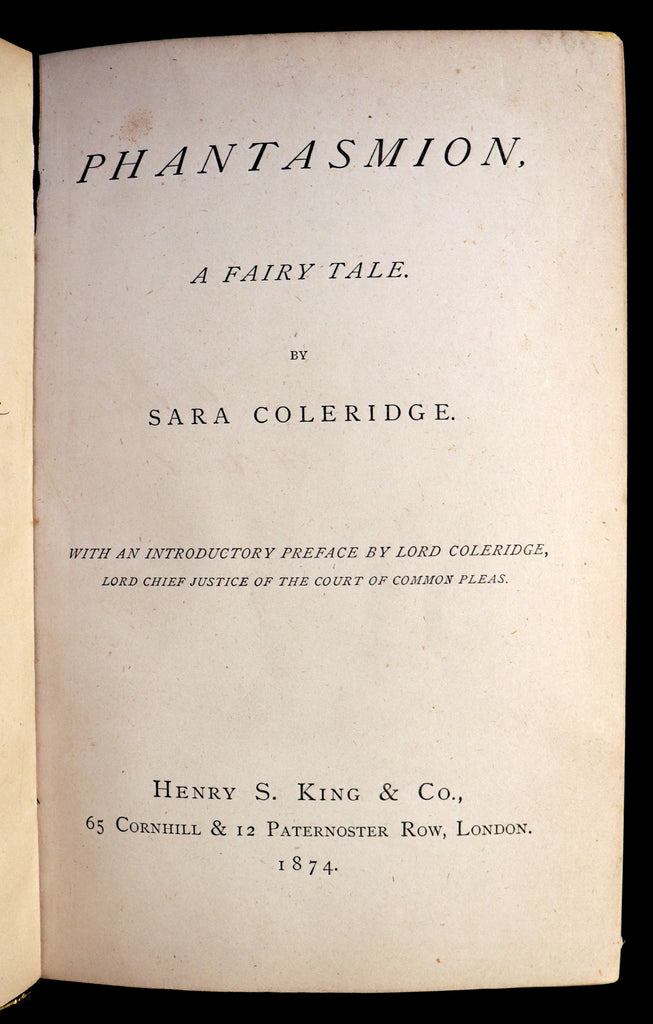 PHANTASMION,
A FAIRY TALE.
BY
SARA COLERIDGE.
WITH AN INTRODUCTORY PREFACE BY LORD COLERIDGE,
LORD CHIEF JUSTICE OF THE COURT OF COMMON PLEAS.
HENRY S. KING & CO.,
65 CORNHILL & 12 PATERNOSTER ROW, LONDON.
1874.